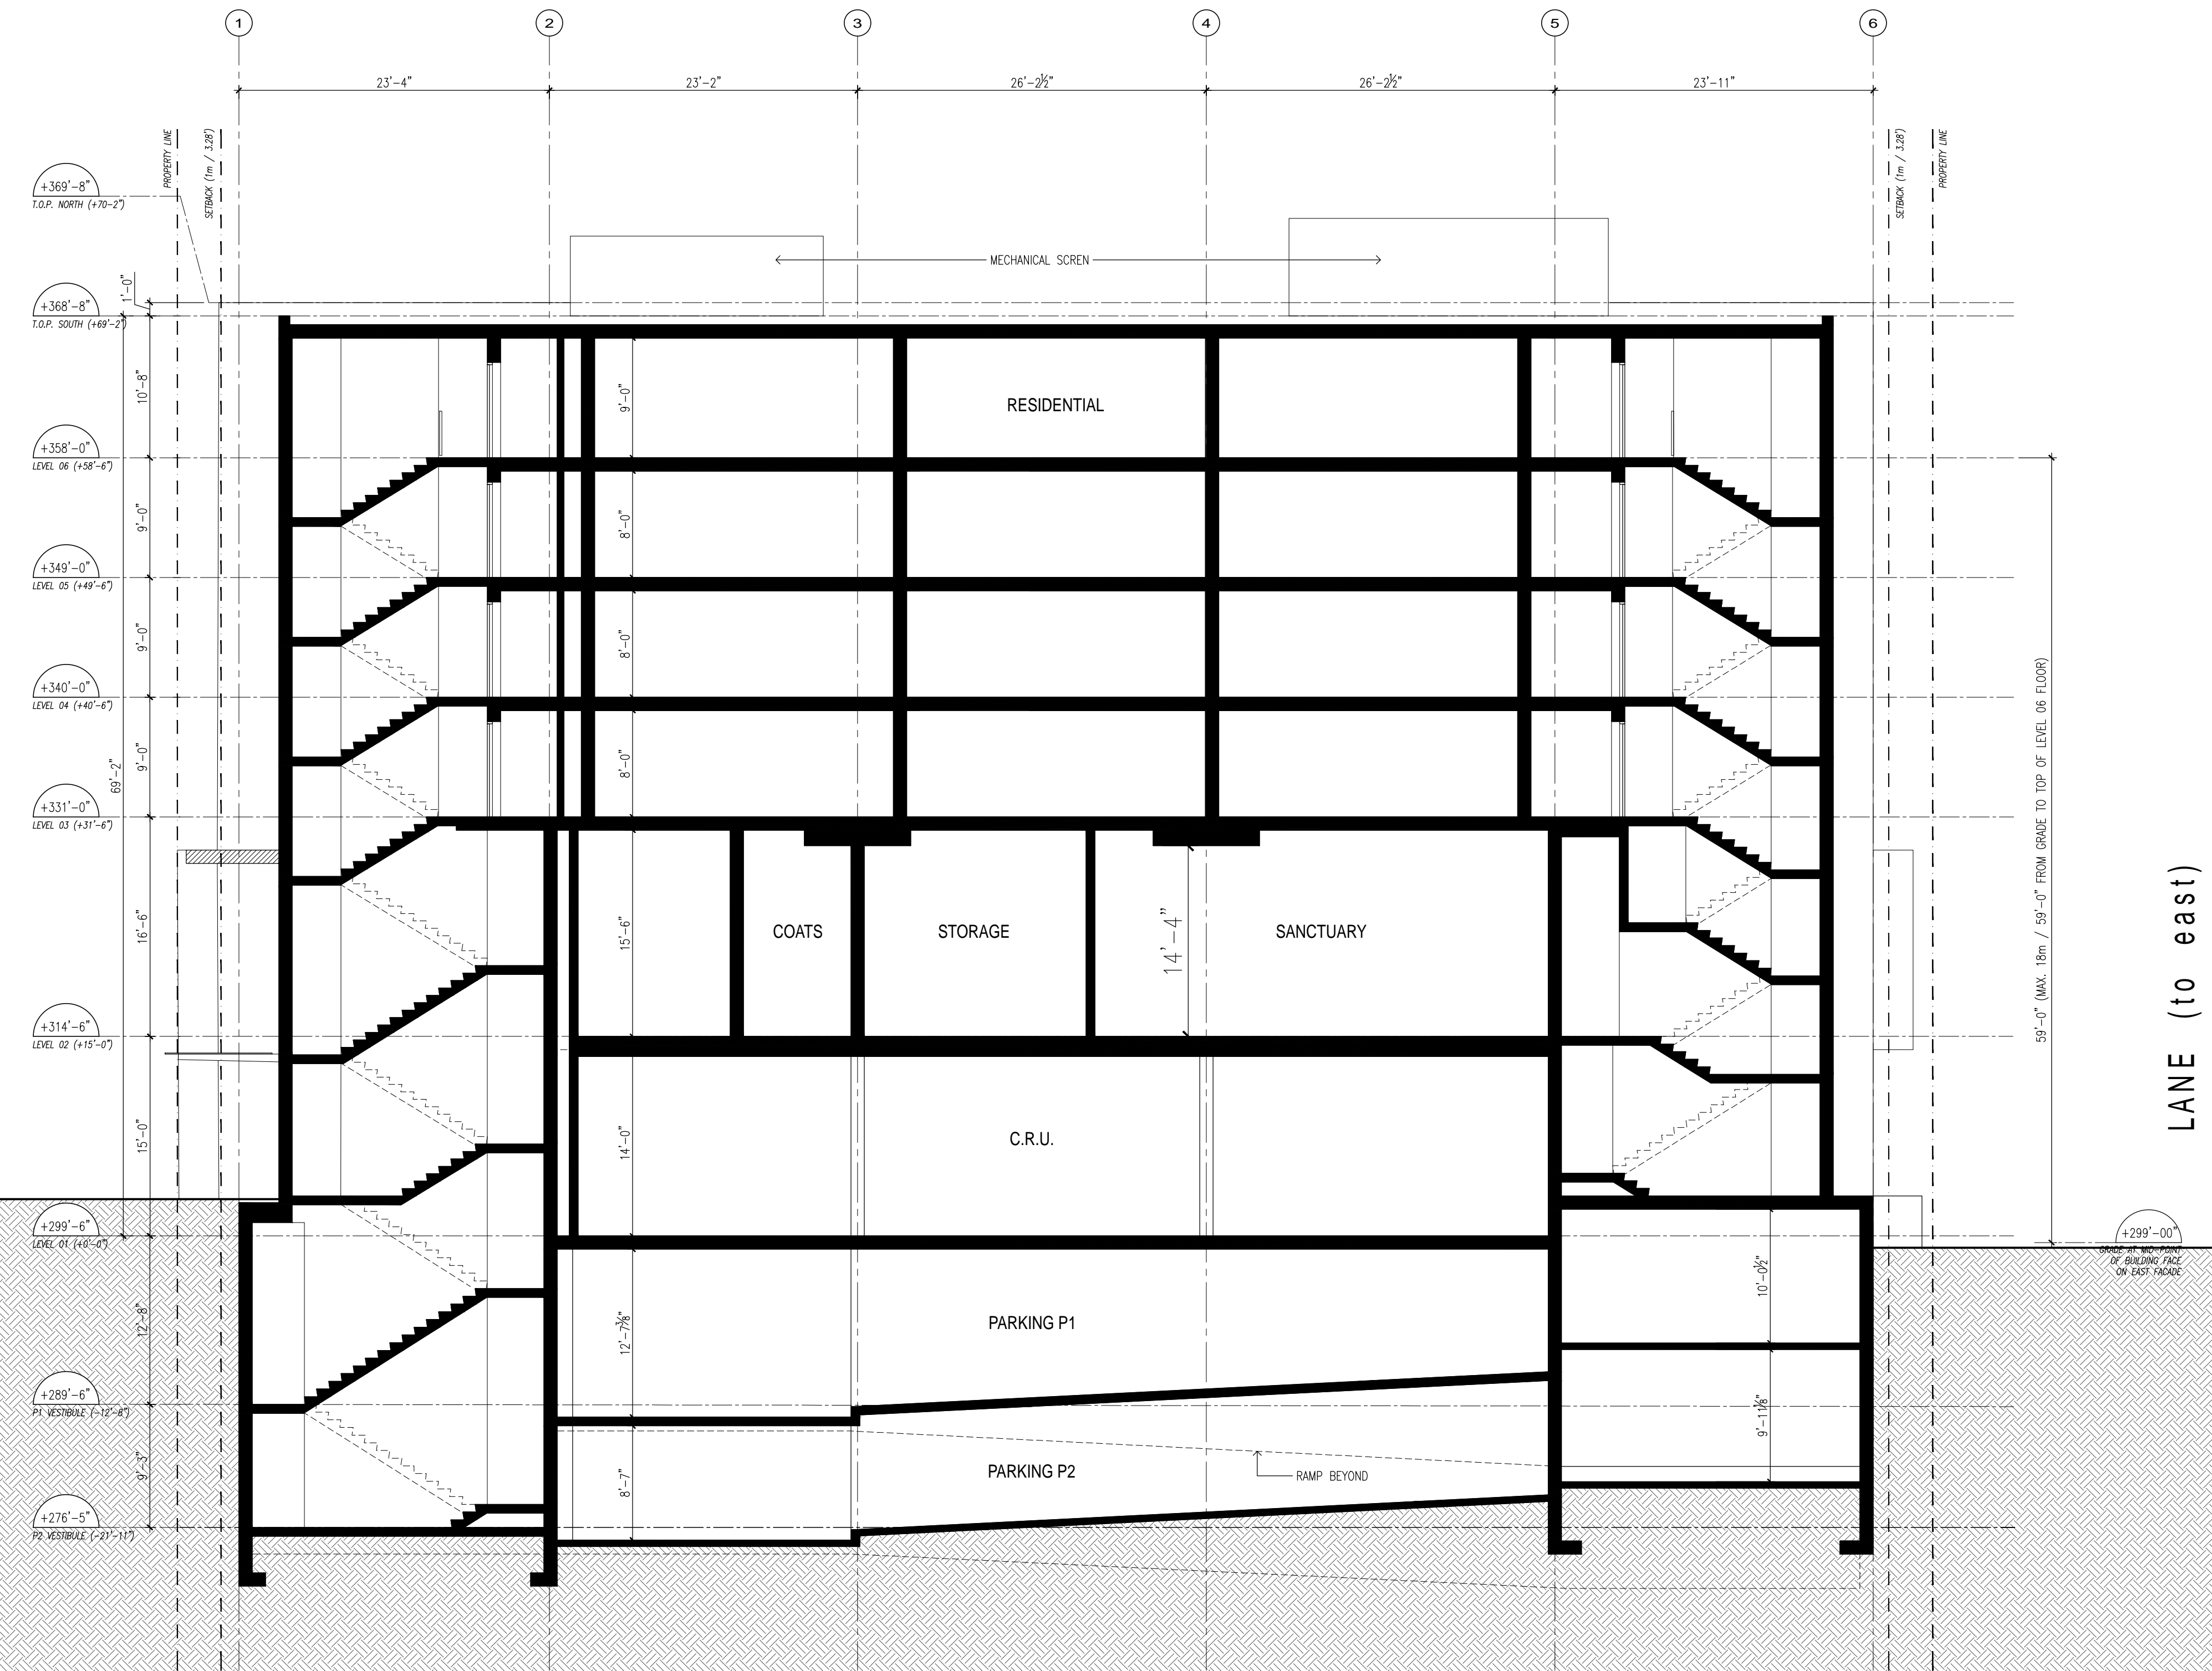 1
2
3
4
5
6
23'-4"
23'-2"
26'-2½"
26'-2½"
23'-11"
PROPERTY LINE
SETBACK (1m / 3.28')
SETBACK (1m / 3.28')
PROPERTY LINE
+369'-8"
T.O.P. NORTH (+70-2")
MECHANICAL SCREN
1'-0"
+368'-8"
T.O.P. SOUTH (+69'-2")
10'-8"
9'-0"
RESIDENTIAL
+358'-0"
LEVEL 06 (+58'-6")
9'-0"
8'-0"
+349'-0"
LEVEL 05 (+49'-6")
9'-0"
8'-0"
+340'-0"
LEVEL 04 (+40'-6")
9'-0"
8'-0"
69'-2"
+331'-0"
LEVEL 03 (+31'-6")
59'-0" (MAX. 18m / 59'-0" FROM GRADE TO TOP OF LEVEL 06 FLOOR)
LANE (to east)
16'-6"
15'-6"
COATS
STORAGE
14'-4"
SANCTUARY
+314'-6"
LEVEL 02 (+15'-0")
15'-0"
14'-0"
C.R.U.
+299'-6"
LEVEL 01 (+0'-0")
+299'-00"
GRADE AT MID-POINT
OF BUILDING FACE
ON EAST FACADE
12'-8"
12'-7⅜"
PARKING P1
10'-0½"
+289'-6"
P1 VESTIBULE (-12'-8")
9'-3"
8'-7"
PARKING P2
RAMP BEYOND
9'-11⅛"
+276'-5"
P2 VESTIBULE (-21'-11")